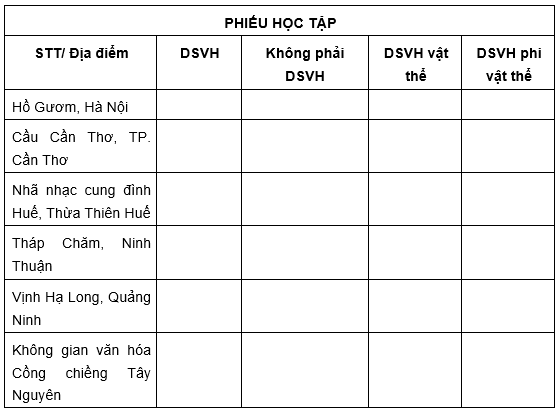 PHIẾU HỌC TẬP
STT/ Địa điểm DSVH Không phải DSVH DSVH vật thể DSVH phi vật thể
Hồ Gươm, Hà Nội
Cầu Cần Thơ, TP.
Cần Thơ
Nhã nhạc cung đình
Huế, Thừa Thiên Huế
Tháp Chăm, Ninh
Thuận
Vịnh Hạ Long, Quảng
Ninh
Không gian văn hóa
Cồng chiềng Tây
Nguyên